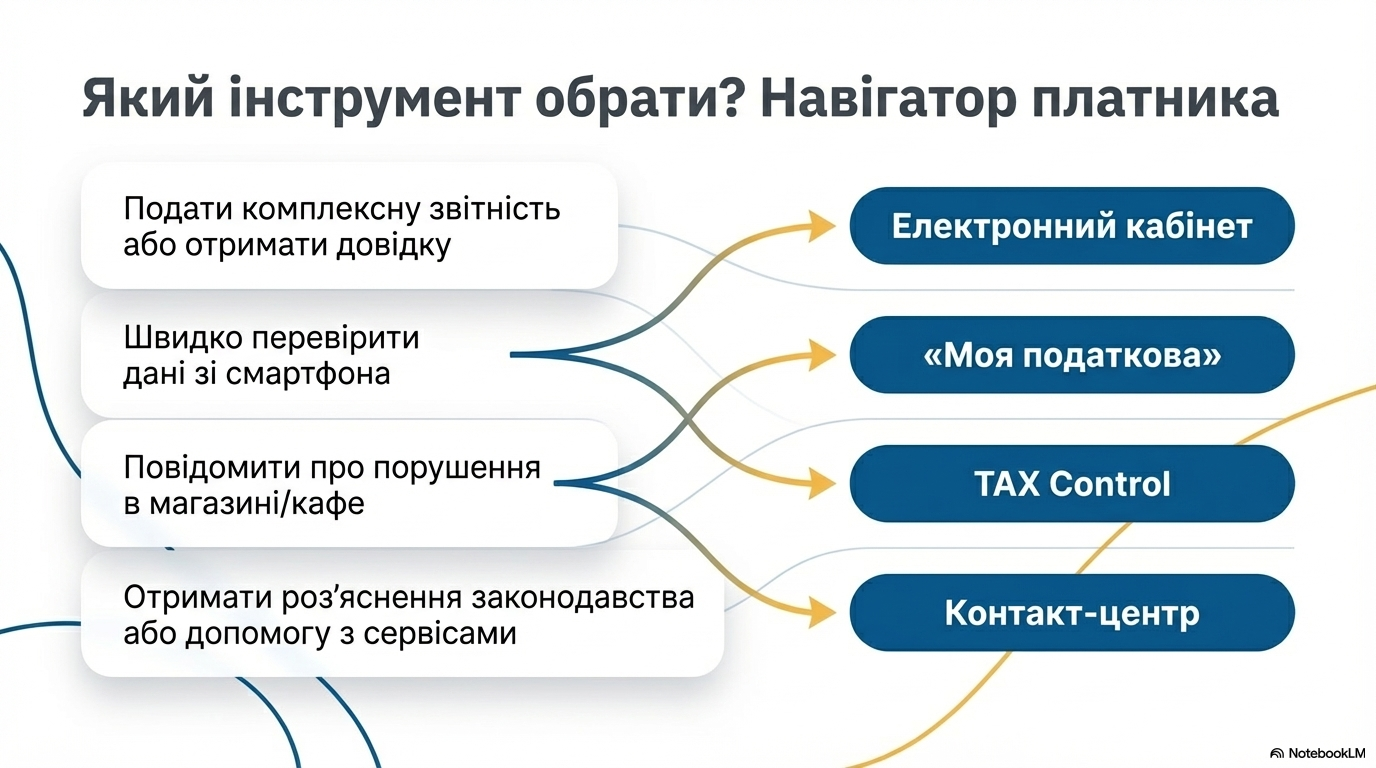 Який інструмент обрати? Навігатор платника
Подати комплексну звітність
або отримати довідку
Швидко перевірити
дані зі смартфона
Повідомити про порушення
в магазині/кафе
Отримати роз’яснення законодавства
або допомогу з сервісами
Електронний кабінет
«Моя податкова»
TAX Control
Контакт-центр
NotebookLM